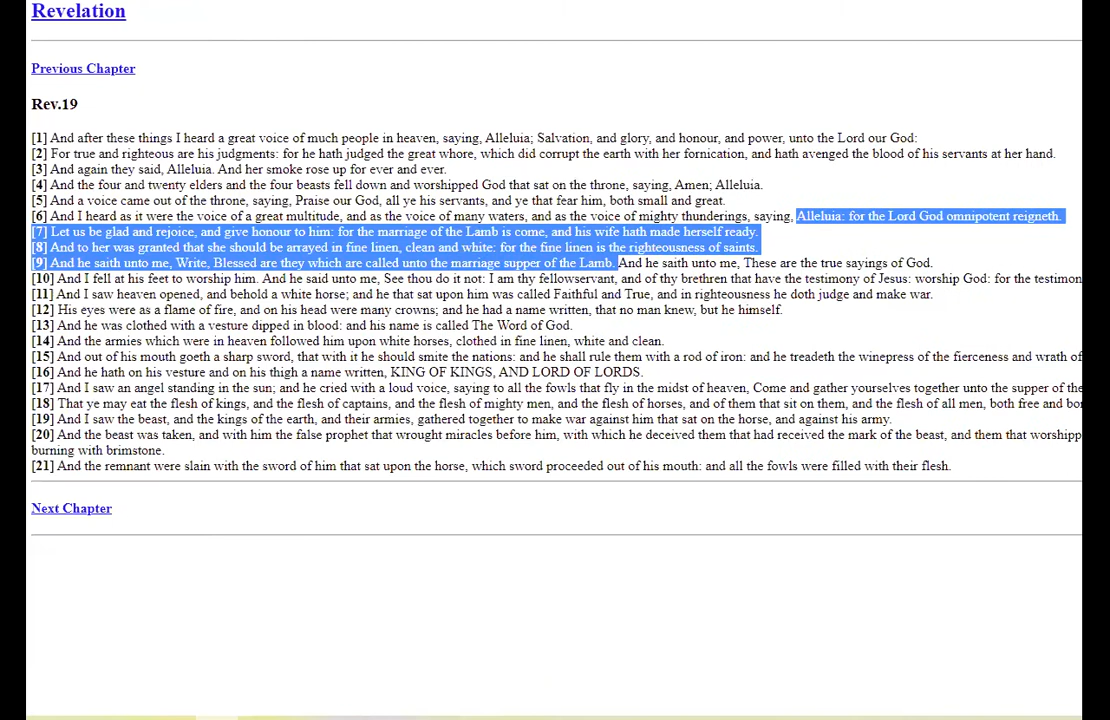 Revelation
Previous Chapter
Rev.19
[1] And after these things I heard a great voice of much people in heaven, saying, Alleluia; Salvation, and glory, and honour, and power, unto the Lord our God:
[2] For true and righteous are his judgments: for he hath judged the great whore, which did corrupt the earth with her fornication, and hath avenged the blood of his servants at her hand.
[3] And again they said, Alleluia. And her smoke rose up for ever and ever.
[4] And the four and twenty elders and the four beasts fell down and worshipped God that sat on the throne, saying, Amen; Alleluia.
[5] And a voice came out of the throne, saying, Praise our God, all ye his servants, and ye that fear him, both small and great.
[6] And I heard as it were the voice of a great multitude, and as the voice of many waters, and as the voice of mighty thunderings, saying, Alleluia: for the Lord God omnipotent reigneth.
[7] Let us be glad and rejoice, and give honour to him: for the marriage of the Lamb is come, and his wife hath made herself ready.
[8] And to her was granted that she should be arrayed in fine linen, clean and white: for the fine linen is the righteousness of saints.
[9] And he saith unto me, Write, Blessed are they which are called unto the marriage supper of the Lamb. And he saith unto me, These are the true sayings of God.
[10] And I fell at his feet to worship him. And he said unto me, See thou do it not: I am thy fellowservant, and of thy brethren that have the testimony of Jesus: worship God: for the testimon
[11] And I saw heaven opened, and behold a white horse; and he that sat upon him was called Faithful and True, and in righteousness he doth judge and make war.
[12] His eyes were as a flame of fire, and on his head were many crowns; and he had a name written, that no man knew, but he himself.
[13] And he was clothed with a vesture dipped in blood: and his name is called The Word of God.
[14] And the armies which were in heaven followed him upon white horses, clothed in fine linen, white and clean.
[15] And out of his mouth goeth a sharp sword, that with it he should smite the nations: and he shall rule them with a rod of iron: and he treadeth the winepress of the fierceness and wrath of
[16] And he hath on his vesture and on his thigh a name written, KING OF KINGS, AND LORD OF LORDS.
[17] And I saw an angel standing in the sun; and he cried with a loud voice, saying to all the fowls that fly in the midst of heaven, Come and gather yourselves together unto the supper of the
[18] That ye may eat the flesh of kings, and the flesh of captains, and the flesh of mighty men, and the flesh of horses, and of them that sit on them, and the flesh of all men, both free and bo
[19] And I saw the beast, and the kings of the earth, and their armies, gathered together to make war against him that sat on the horse, and against his army.
[20] And the beast was taken, and with him the false prophet that wrought miracles before him, with which he deceived them that had received the mark of the beast, and them that worshipp
burning with brimstone.
[21] And the remnant were slain with the sword of him that sat upon the horse, which sword proceeded out of his mouth: and all the fowls were filled with their flesh.
Next Chapter